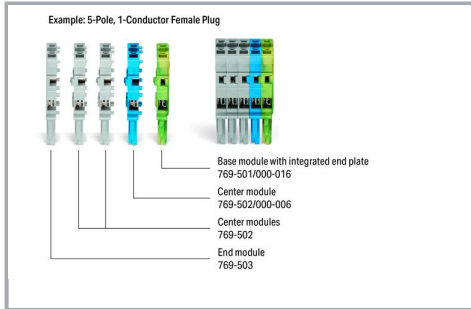 Example: 5-Pole, 1-Conductor Female Plug
Base module with integrated end plate
769-501/000-016
Center module
769-502/000-006
Center modules
769-502
End module
769-503